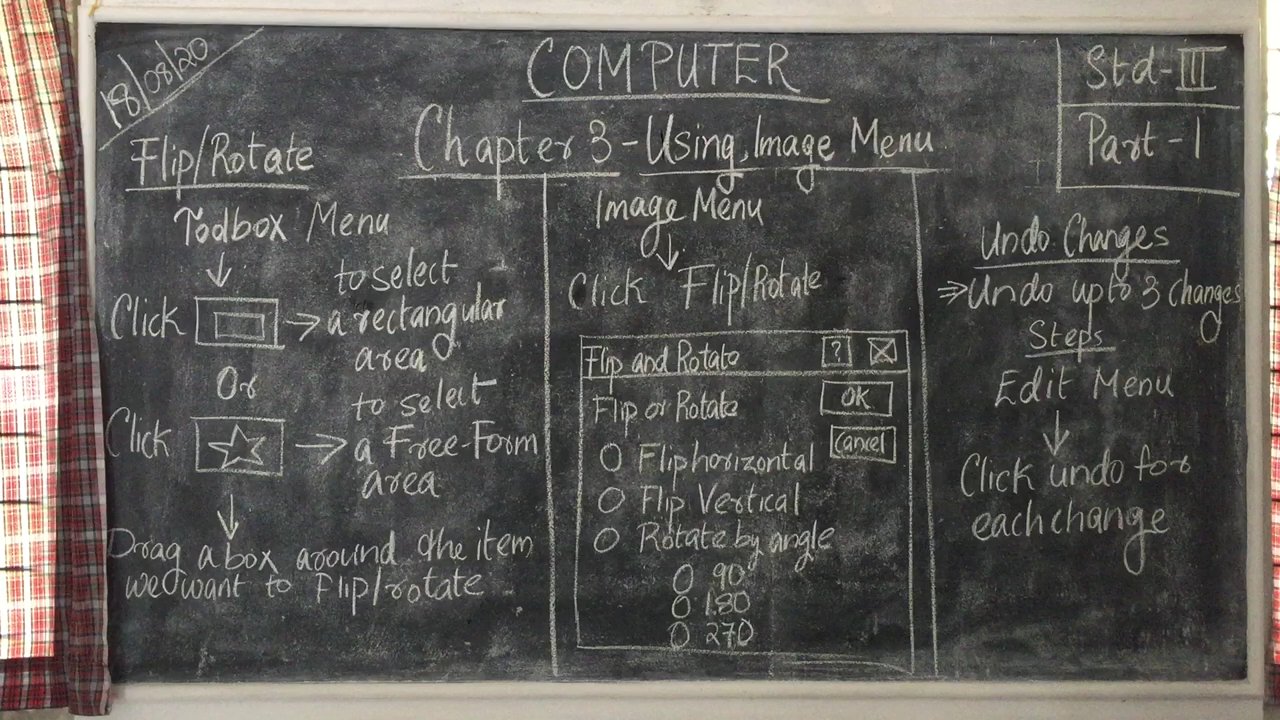 18/08/20
COMPUTER
Std-III
Part-1
Chapter 3-Using Image Menu
Flip/Rotate
Toolbox Menu
Click
to select
a rectangular
area
Or
Click
to select
a Free-Form
area
Drag a box around the item
we want to Flip/rotate
Image Menu
Click Flip/Rotate
Flip and Rotate ?
Flip or Rotate OK
Cancel
Flip horizontal
Flip Vertical
Rotate by angle
90
180
270
Undo Changes
⇒Undo upto 3 changes
Steps
Edit Menu
Click undo for
each change